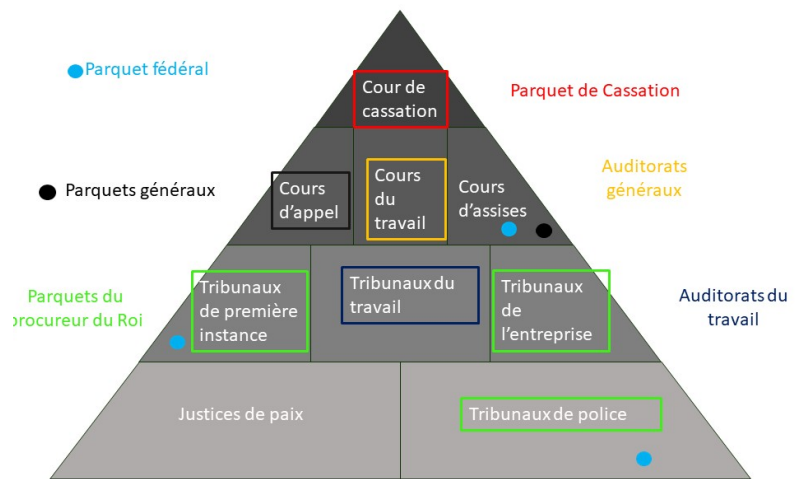 Parquet fédéral
Cour de
cassation
Parquet de Cassation
Parquets généraux
Cours
d’appel
Cours
du
travail
Cours
d’assises
Auditorats
généraux
Parquets du
procureur du Roi
Tribunaux
de première
instance
Tribunaux du
travail
Tribunaux
de
l’entreprise
Auditorats du
travail
Justices de paix
Tribunaux de police